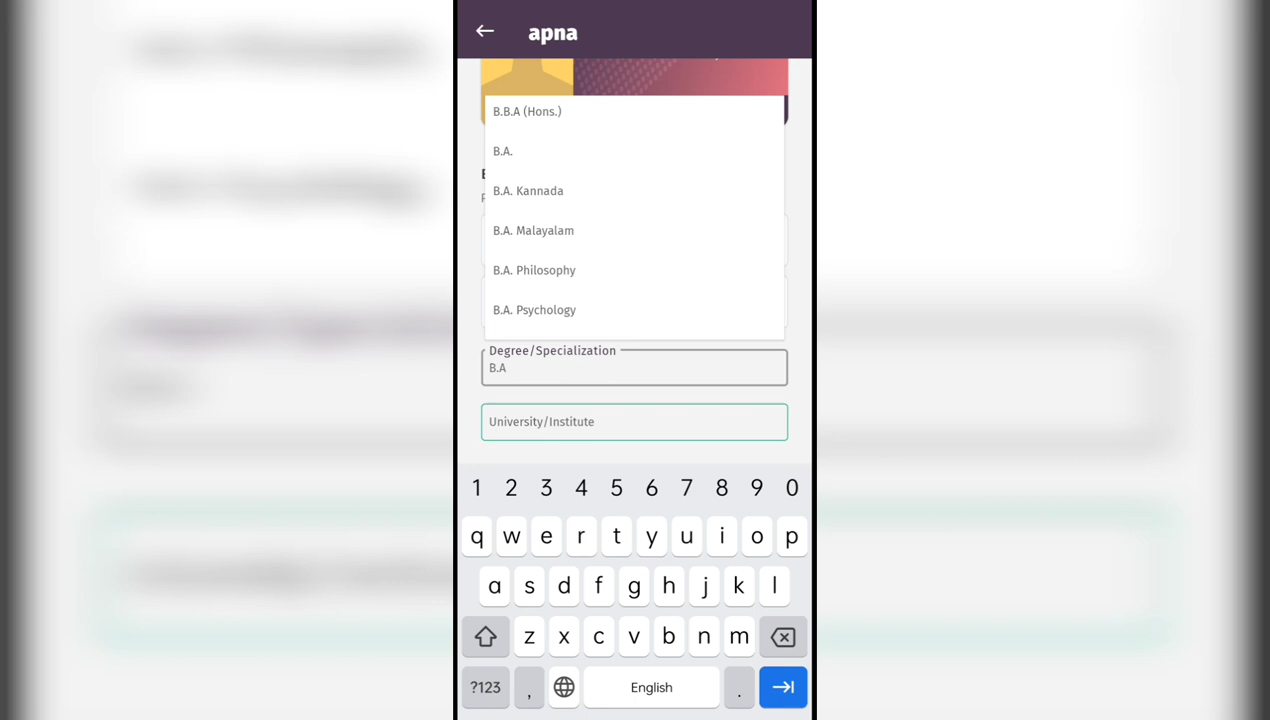 apna
B.B.A (Hons.)
B.A.
B.A. Kannada
B.A. Malayalam
B.A. Philosophy
B.A. Psychology
Degree/Specialization
B.A
University/Institute
1 2 3 4 5 6 7 8 9 0
q w e r t y u i o p
a s d f g h j k l
z x c v b n m
?123 , English .